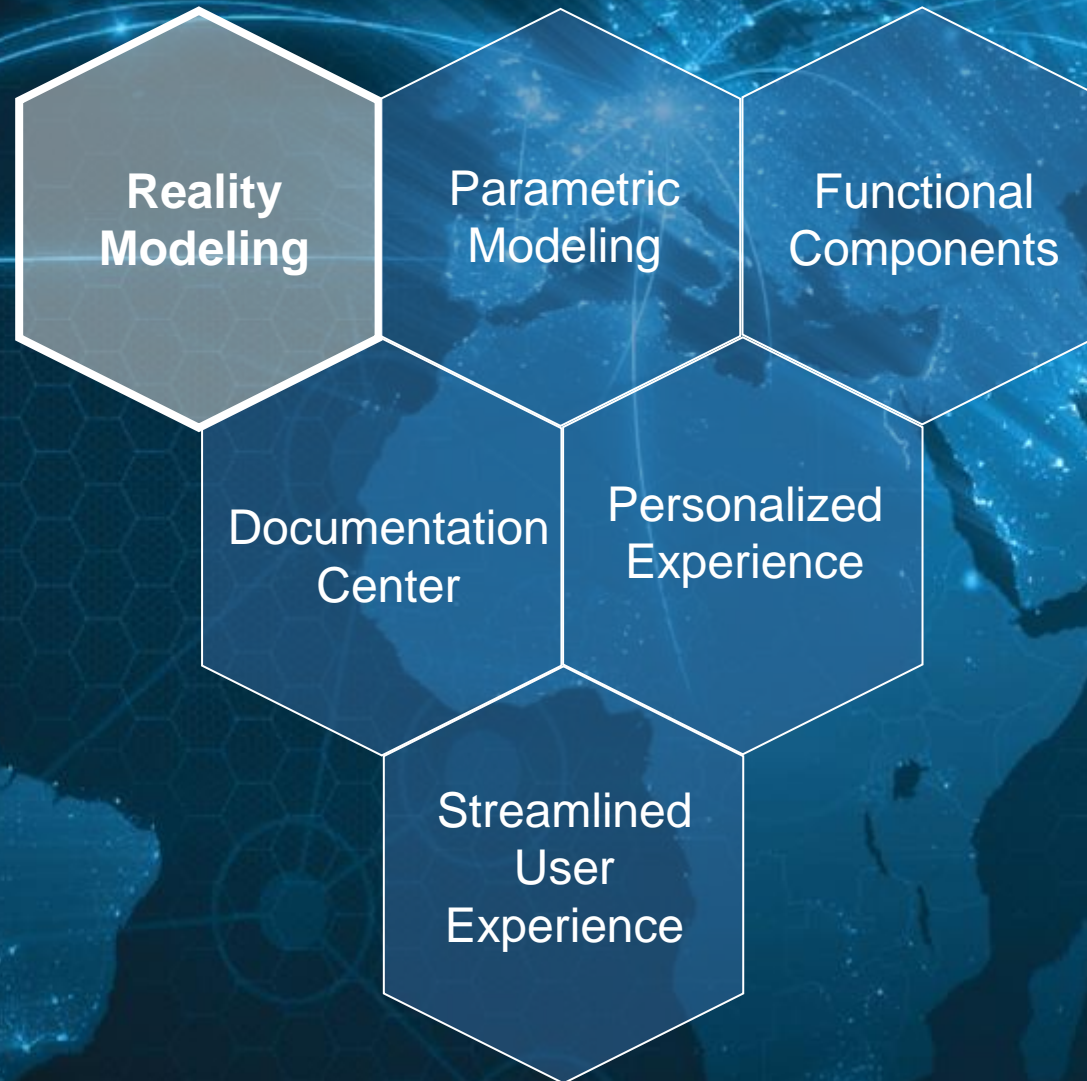 Reality
Modeling
Parametric
Modeling
Functional
Components
Documentation
Center
Personalized
Experience
Streamlined
User
Experience